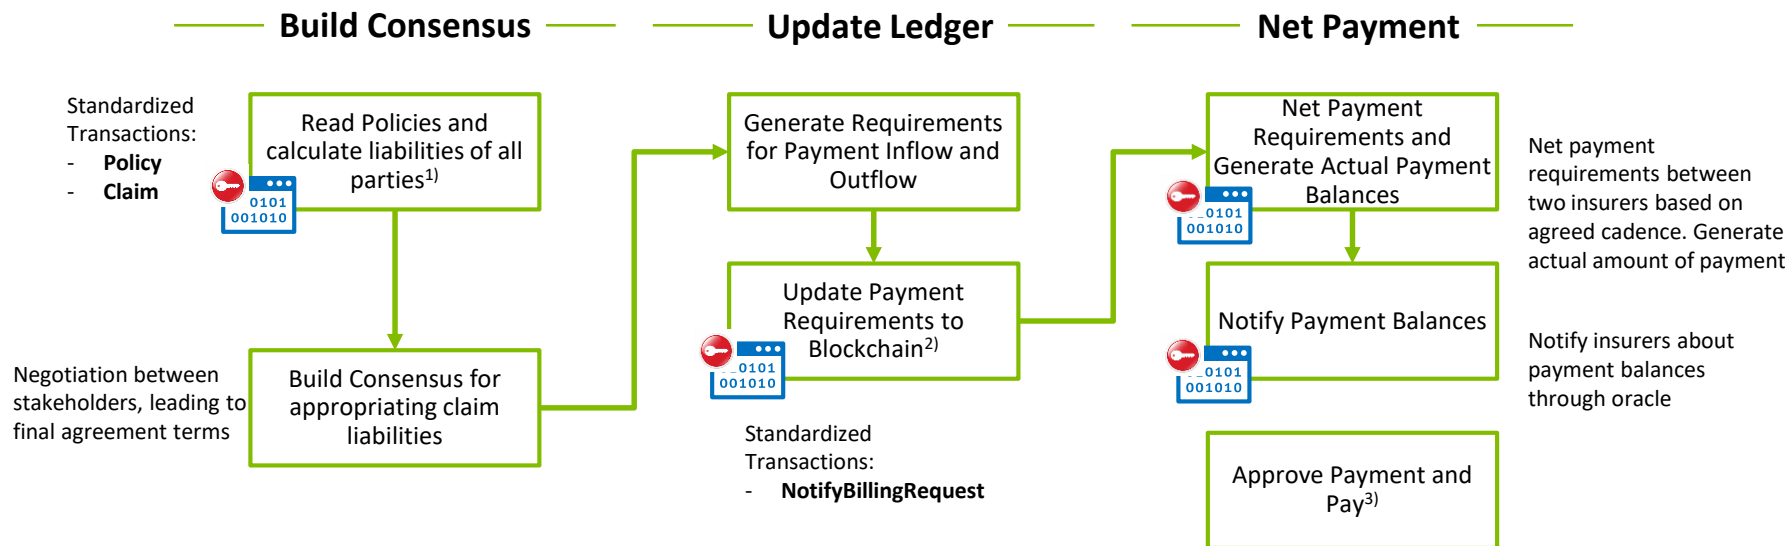 Build Consensus
Update Ledger
Net Payment
Standardized
Transactions:
- Policy
- Claim
Read Policies and
calculate liabilities of all
parties1)
0101
001010
Negotiation between
stakeholders, leading to
final agreement terms
Build Consensus for
appropriating claim
liabilities
Generate Requirements
for Payment Inflow and
Outflow
Update Payment
Requirements to
Blockchain2)
0101
001010
Standardized
Transactions:
- NotifyBillingRequest
Net Payment
Requirements and
Generate Actual Payment
Balances
0101
001010
Net payment
requirements between
two insurers based on
agreed cadence. Generate
actual amount of payment
Notify Payment Balances
0101
001010
Notify insurers about
payment balances
through oracle
Approve Payment and
Pay3)